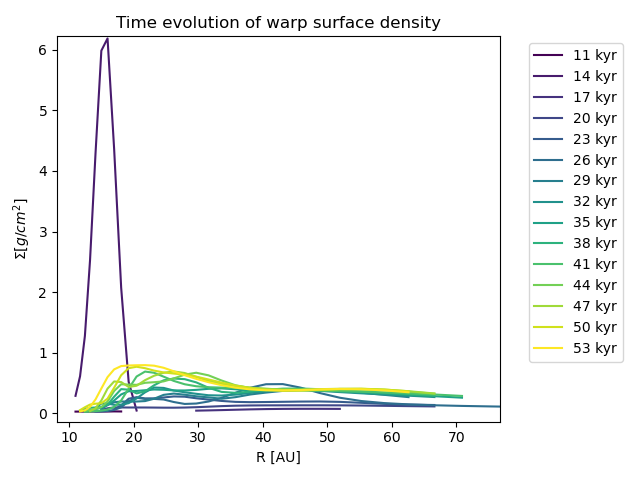 Time evolution of warp surface density
6
5
4
3
2
1
0
Σ[g/cm²]
10 20 30 40 50 60 70
R [AU]
11 kyr
14 kyr
17 kyr
20 kyr
23 kyr
26 kyr
29 kyr
32 kyr
35 kyr
38 kyr
41 kyr
44 kyr
47 kyr
50 kyr
53 kyr